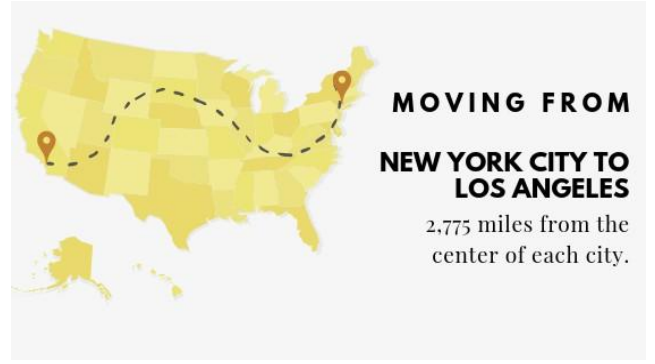 MOVING FROM
NEW YORK CITY TO
LOS ANGELES
2,775 miles from the
center of each city.